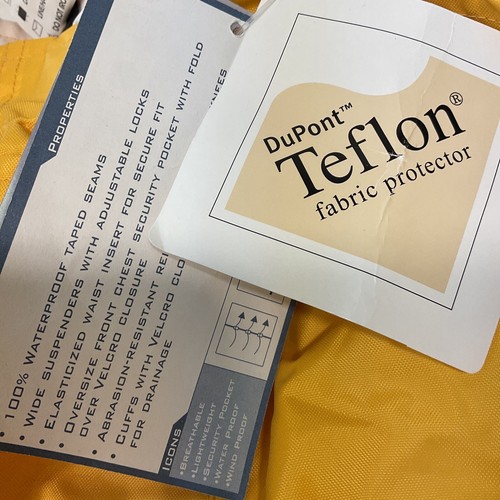 PROPERTIES
100% WATERPROOF TAPED SEAMS
• WIDE SUSPENDERS WITH ADJUSTABLE LOCKS
ELASTICIZED WAIST INSERT FOR SECURE FIT
• OVERSIZE FRONT CHEST SECURITY POCKET WITH FOLD
OVER VELCRO CLOSURE
• ABRASION-RESISTANT
• CUFFS WITH VELCRO
FOR DRAINAGE
ICONS
•BREATHABLE
•LIGHTWEIGHT
•SECURITY POCKET
•WATER PROOF
•WIND PROOF
DuPont™
Teflon®
fabric protector